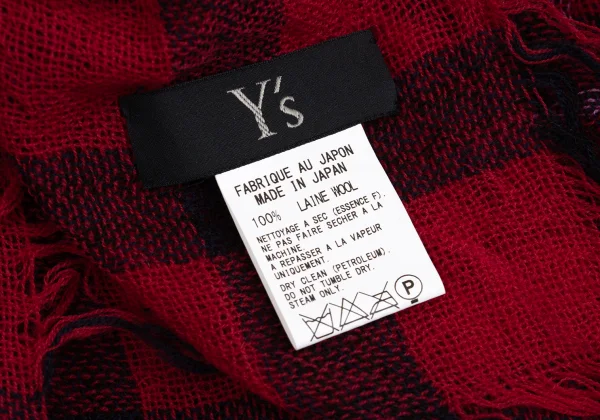 Y's
FABRIQUE AU JAPON
MADE IN JAPAN
100% LAINE WOOL
NETTOYAGE A SEC (ESSENCE F).
NE PAS FAIRE SECHER A LA
MACHINE.
A REPASSER A LA VAPEUR
UNIQUEMENT.
DRY CLEAN (PETROLEUM).
DO NOT TUMBLE DRY.
STEAM ONLY.
P